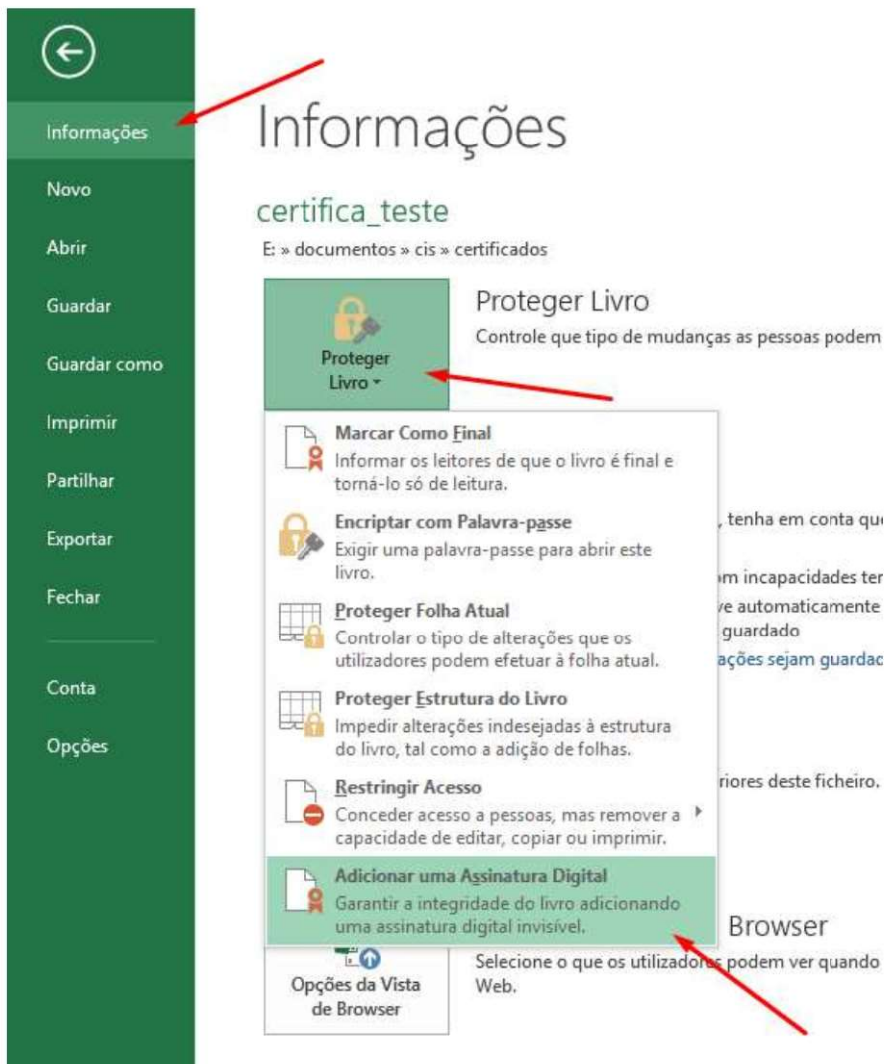 Informações
Novo
Abrir
Guardar
Guardar como
Imprimir
Partilhar
Exportar
Fechar
Conta
Opções
Informações
certifica_teste
E: » documentos » cis » certificados
Proteger
Livro
Proteger Livro
Controle que tipo de mudanças as pessoas podem
Marcar Como Final
Informar os leitores de que o livro é final e
torná-lo só de leitura.
Encriptar com Palavra-passe
Exigir uma palavra-passe para abrir este
livro.
Proteger Folha Atual
Controlar o tipo de alterações que os
utilizadores podem efetuar à folha atual.
Proteger Estrutura do Livro
Impedir alterações indesejadas à estrutura
do livro, tal como a adição de folhas.
Restringir Acesso
Conceder acesso a pessoas, mas remover a
capacidade de editar, copiar ou imprimir.
Adicionar uma Assinatura Digital
Garantir a integridade do livro adicionando
uma assinatura digital invisível.
, tenha em conta que
incapacidades
automaticamente
guardado
sejam
deste ficheiro.
Browser
Selecione o que os utilizadores podem ver quando
Web.
Opções da Vista
de Browser